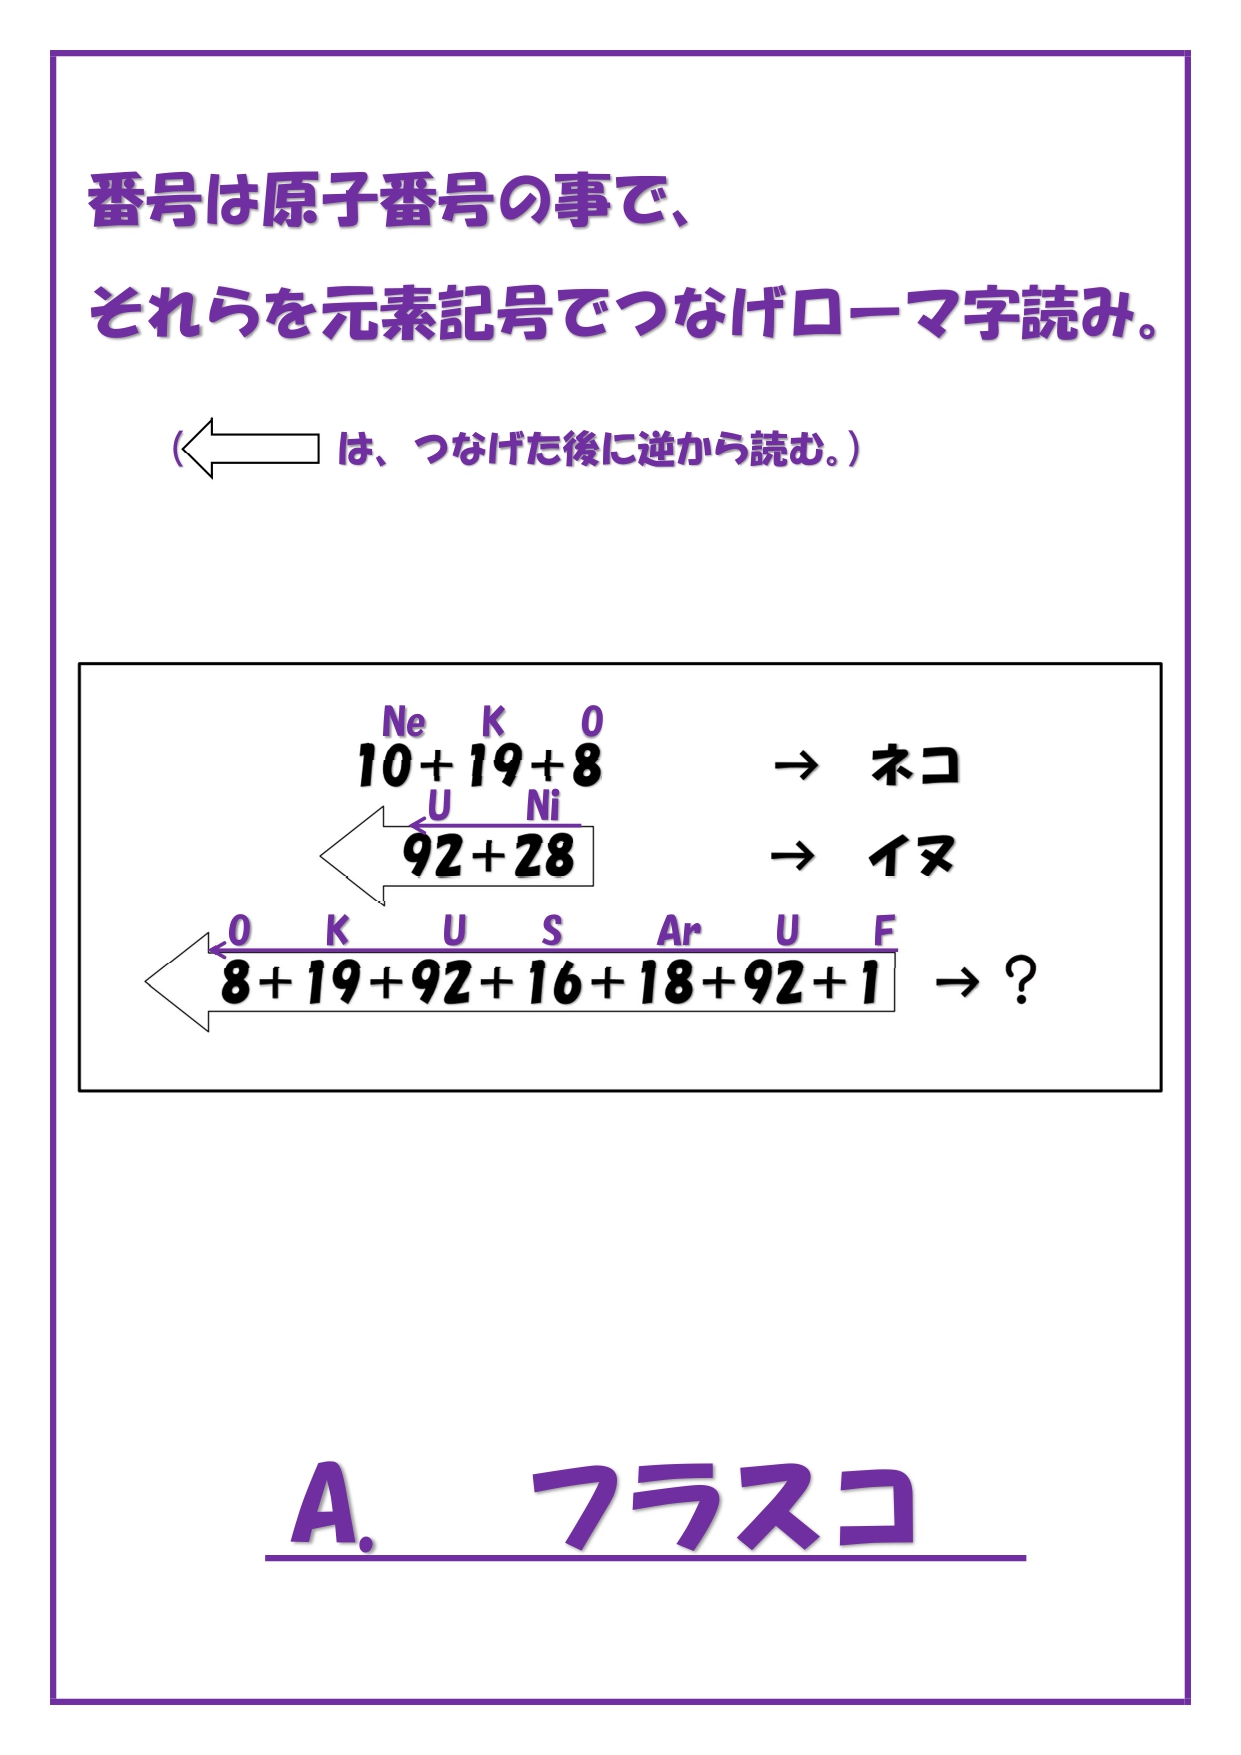 番号は原子番号の事で、
それらを元素記号でつなげローマ字読み。
(は、つなげた後に逆から読む。)
Ne K O
10+19+8 → ネコ
U Ni
92+28 → イヌ
O K U S Ar U F
8+19+92+16+18+92+1 → ?
A. フラスコ